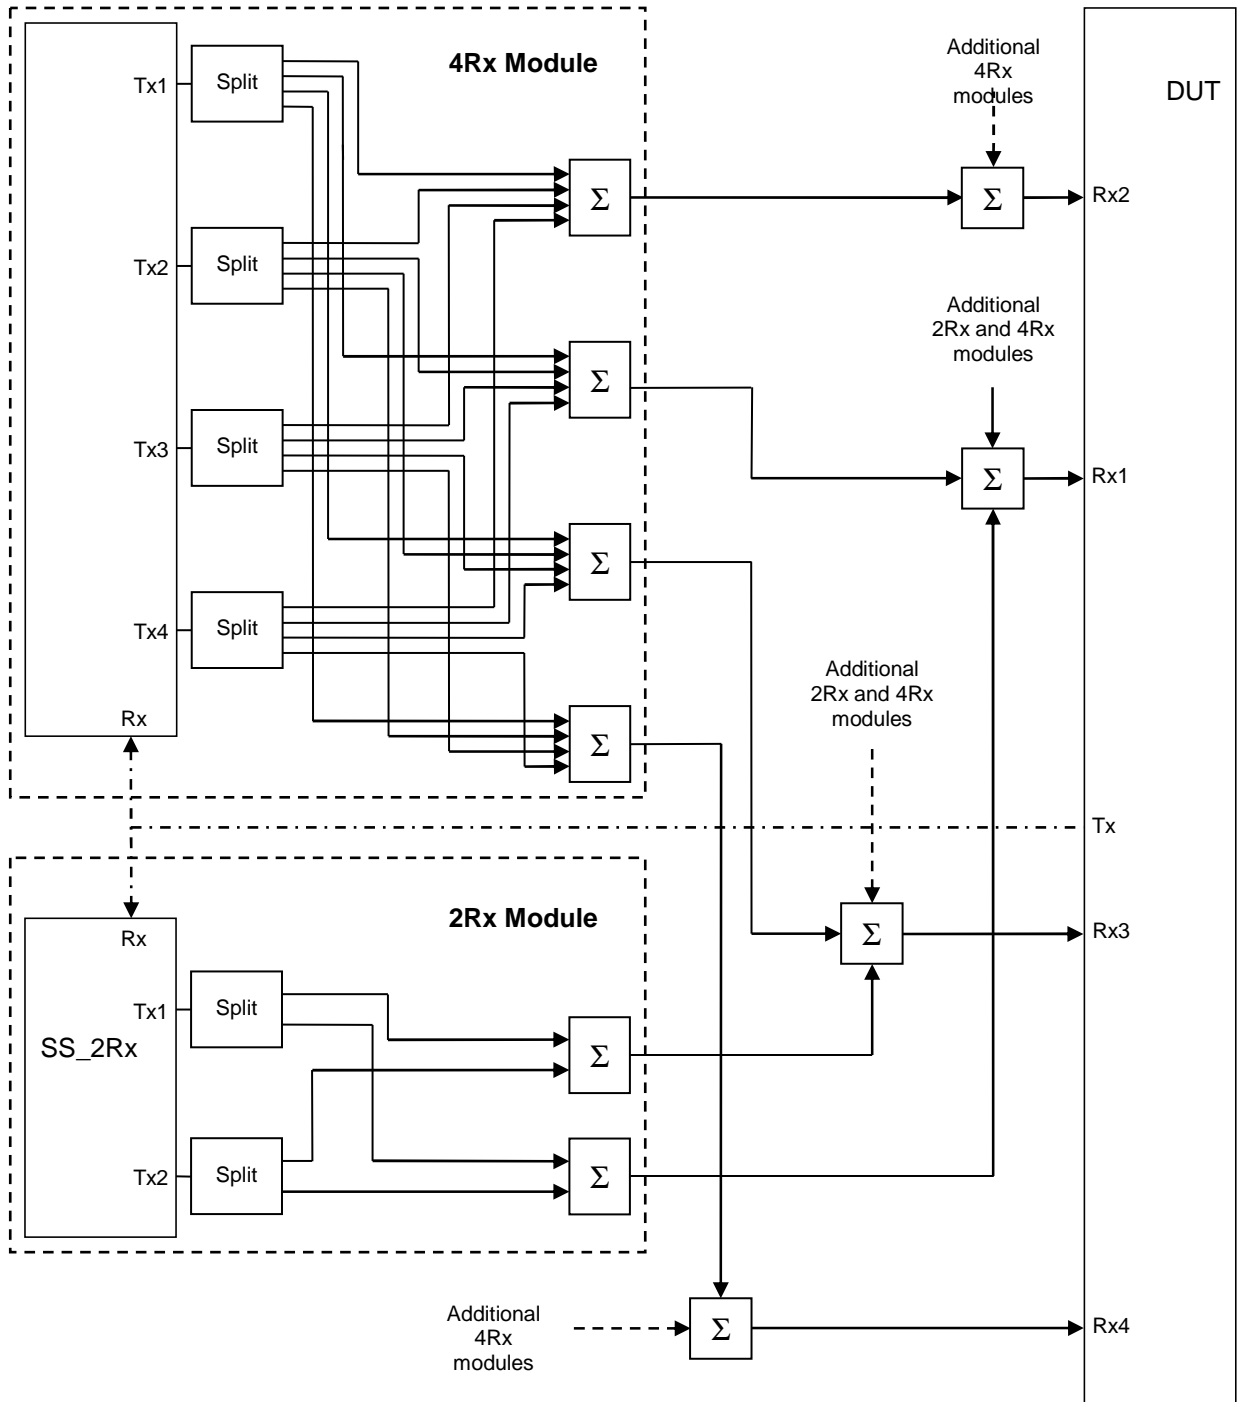 4Rx Module
Tx1
Split
Σ
Tx2
Split
Σ
Tx3
Split
Σ
Tx4
Split
Σ
Rx
Additional
4Rx
modules
Σ
Rx2
DUT
Additional
2Rx and 4Rx
modules
Σ
Rx1
Additional
2Rx and 4Rx
modules
Tx
Σ
Rx3
2Rx Module
Rx
SS_2Rx
Tx1
Split
Σ
Tx2
Split
Σ
Additional
4Rx
modules
Σ
Rx4